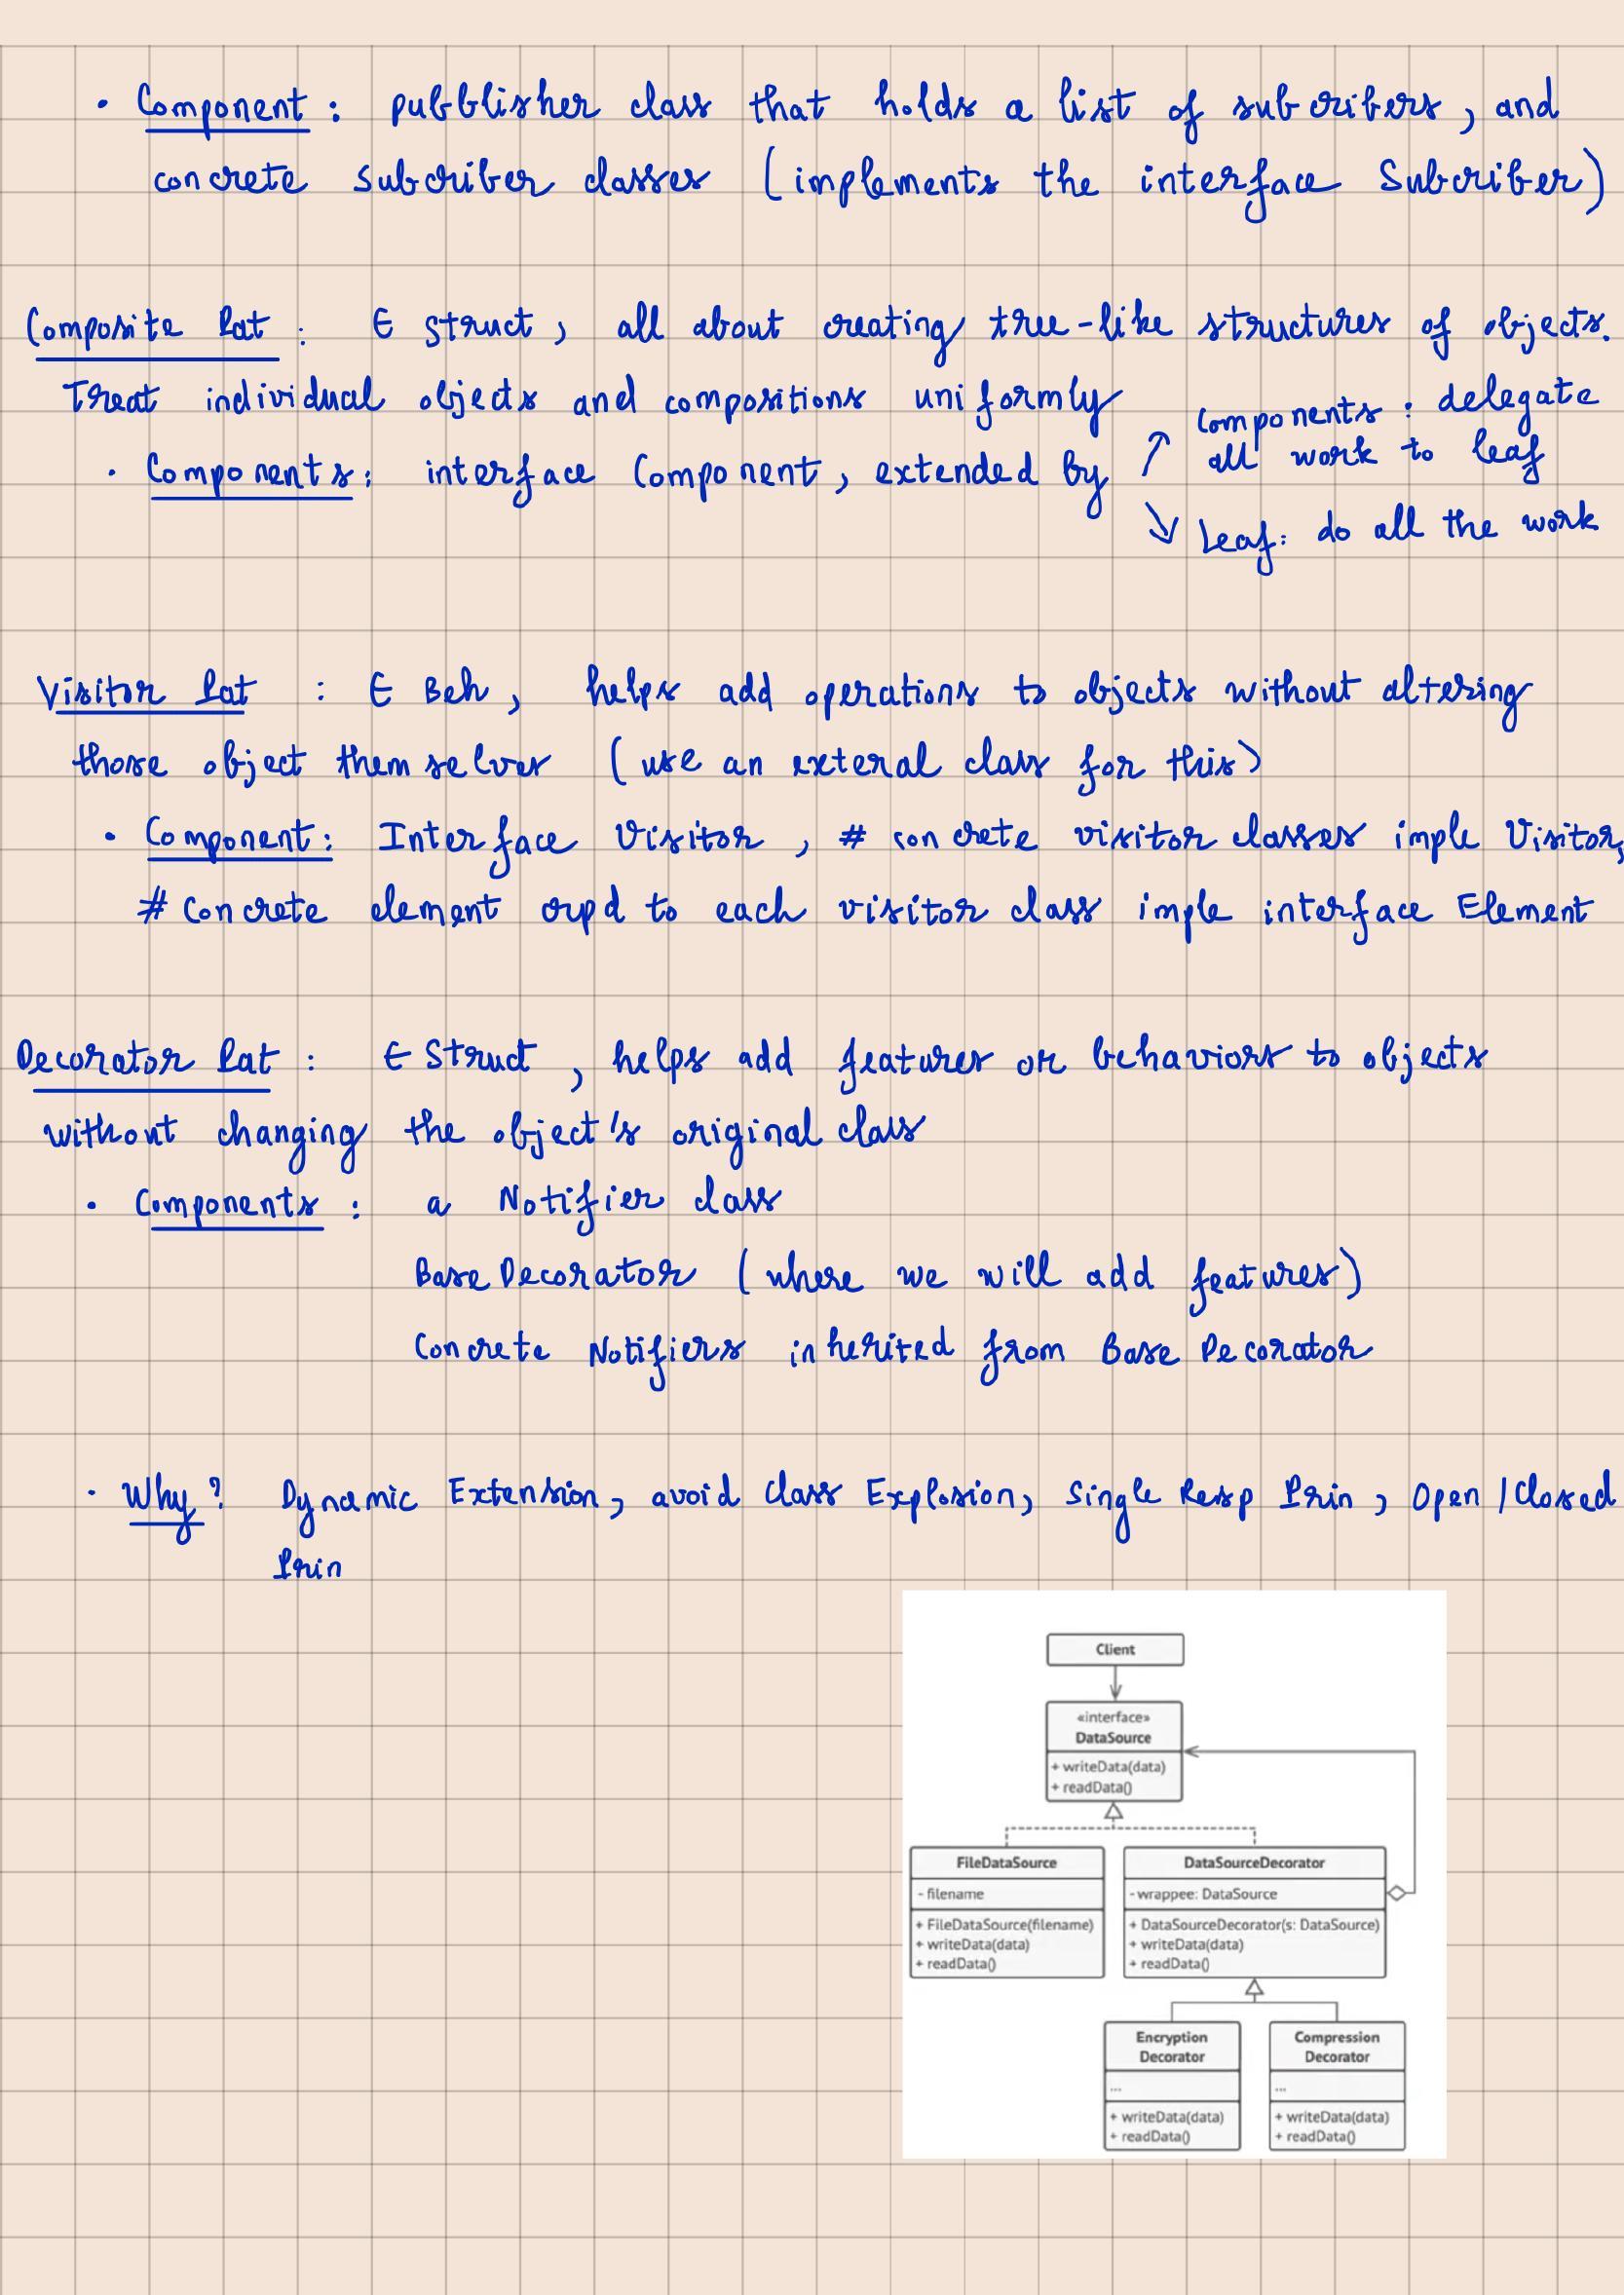 • Component : pubblisher class that holds a list of subcribers, and
concrete subcriber classes (implements the interface Subcriber)
Composite Pat : ∈ struct, all about creating tree-like structures of objects.
Treat individual objects and compositions uniformly
• Components: interface Component, extended by
↗ Components : delegate
all work to leaf
↘ Leaf: do all the work
Visitor Pat : ∈ Beh, helps add operations to objects without altering
those object themselves (use an exteral class for this)
• Component: Interface Visitor, # concrete visitor classes imple Visitor,
# concrete element crpd to each visitor class imple interface Element
Decorator Pat : ∈ Struct, helps add features or behaviors to objects
without changing the object's original class
• Components : a Notifier class
Base Decorator (where we will add features)
Concrete Notifiers inherited from Base Decorator
• Why? Dynamic Extension, avoid Class Explosion, Single Resp Prin, Open/Closed
Prin
Client
«interface»
DataSource
+ writeData(data)
+ readData()
FileDataSource
- filename
+ FileDataSource(filename)
+ writeData(data)
+ readData()
DataSourceDecorator
- wrappee: DataSource
+ DataSourceDecorator(s: DataSource)
+ writeData(data)
+ readData()
Encryption
Decorator
...
+ writeData(data)
+ readData()
Compression
Decorator
...
+ writeData(data)
+ readData()